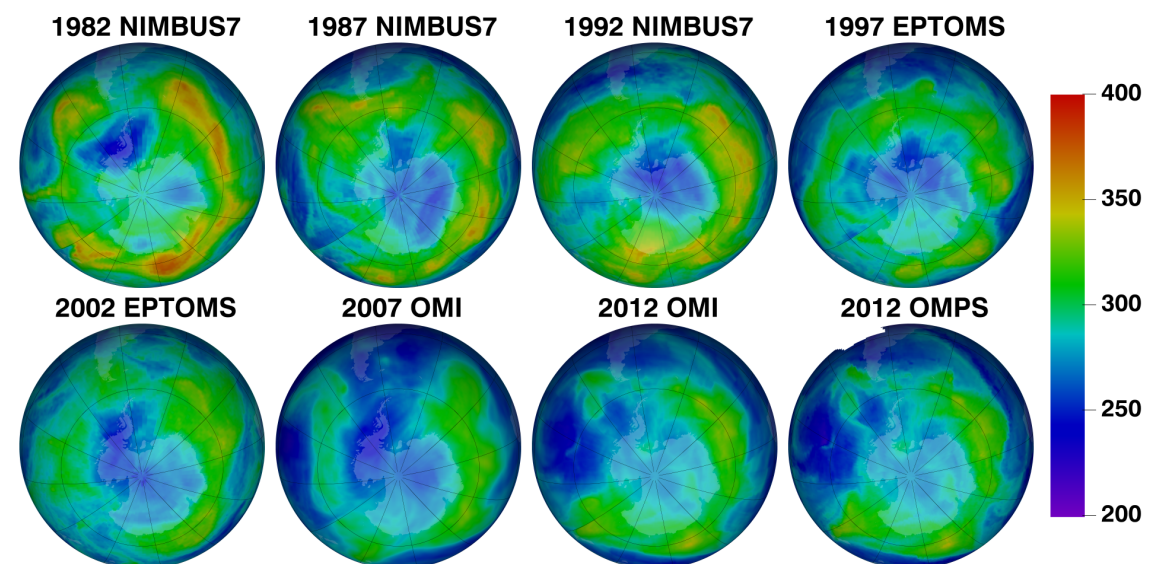 1982 NIMBUS7
1987 NIMBUS7
1992 NIMBUS7
1997 EPTOMS
400
350
300
250
200
2002 EPTOMS
2007 OMI
2012 OMI
2012 OMPS